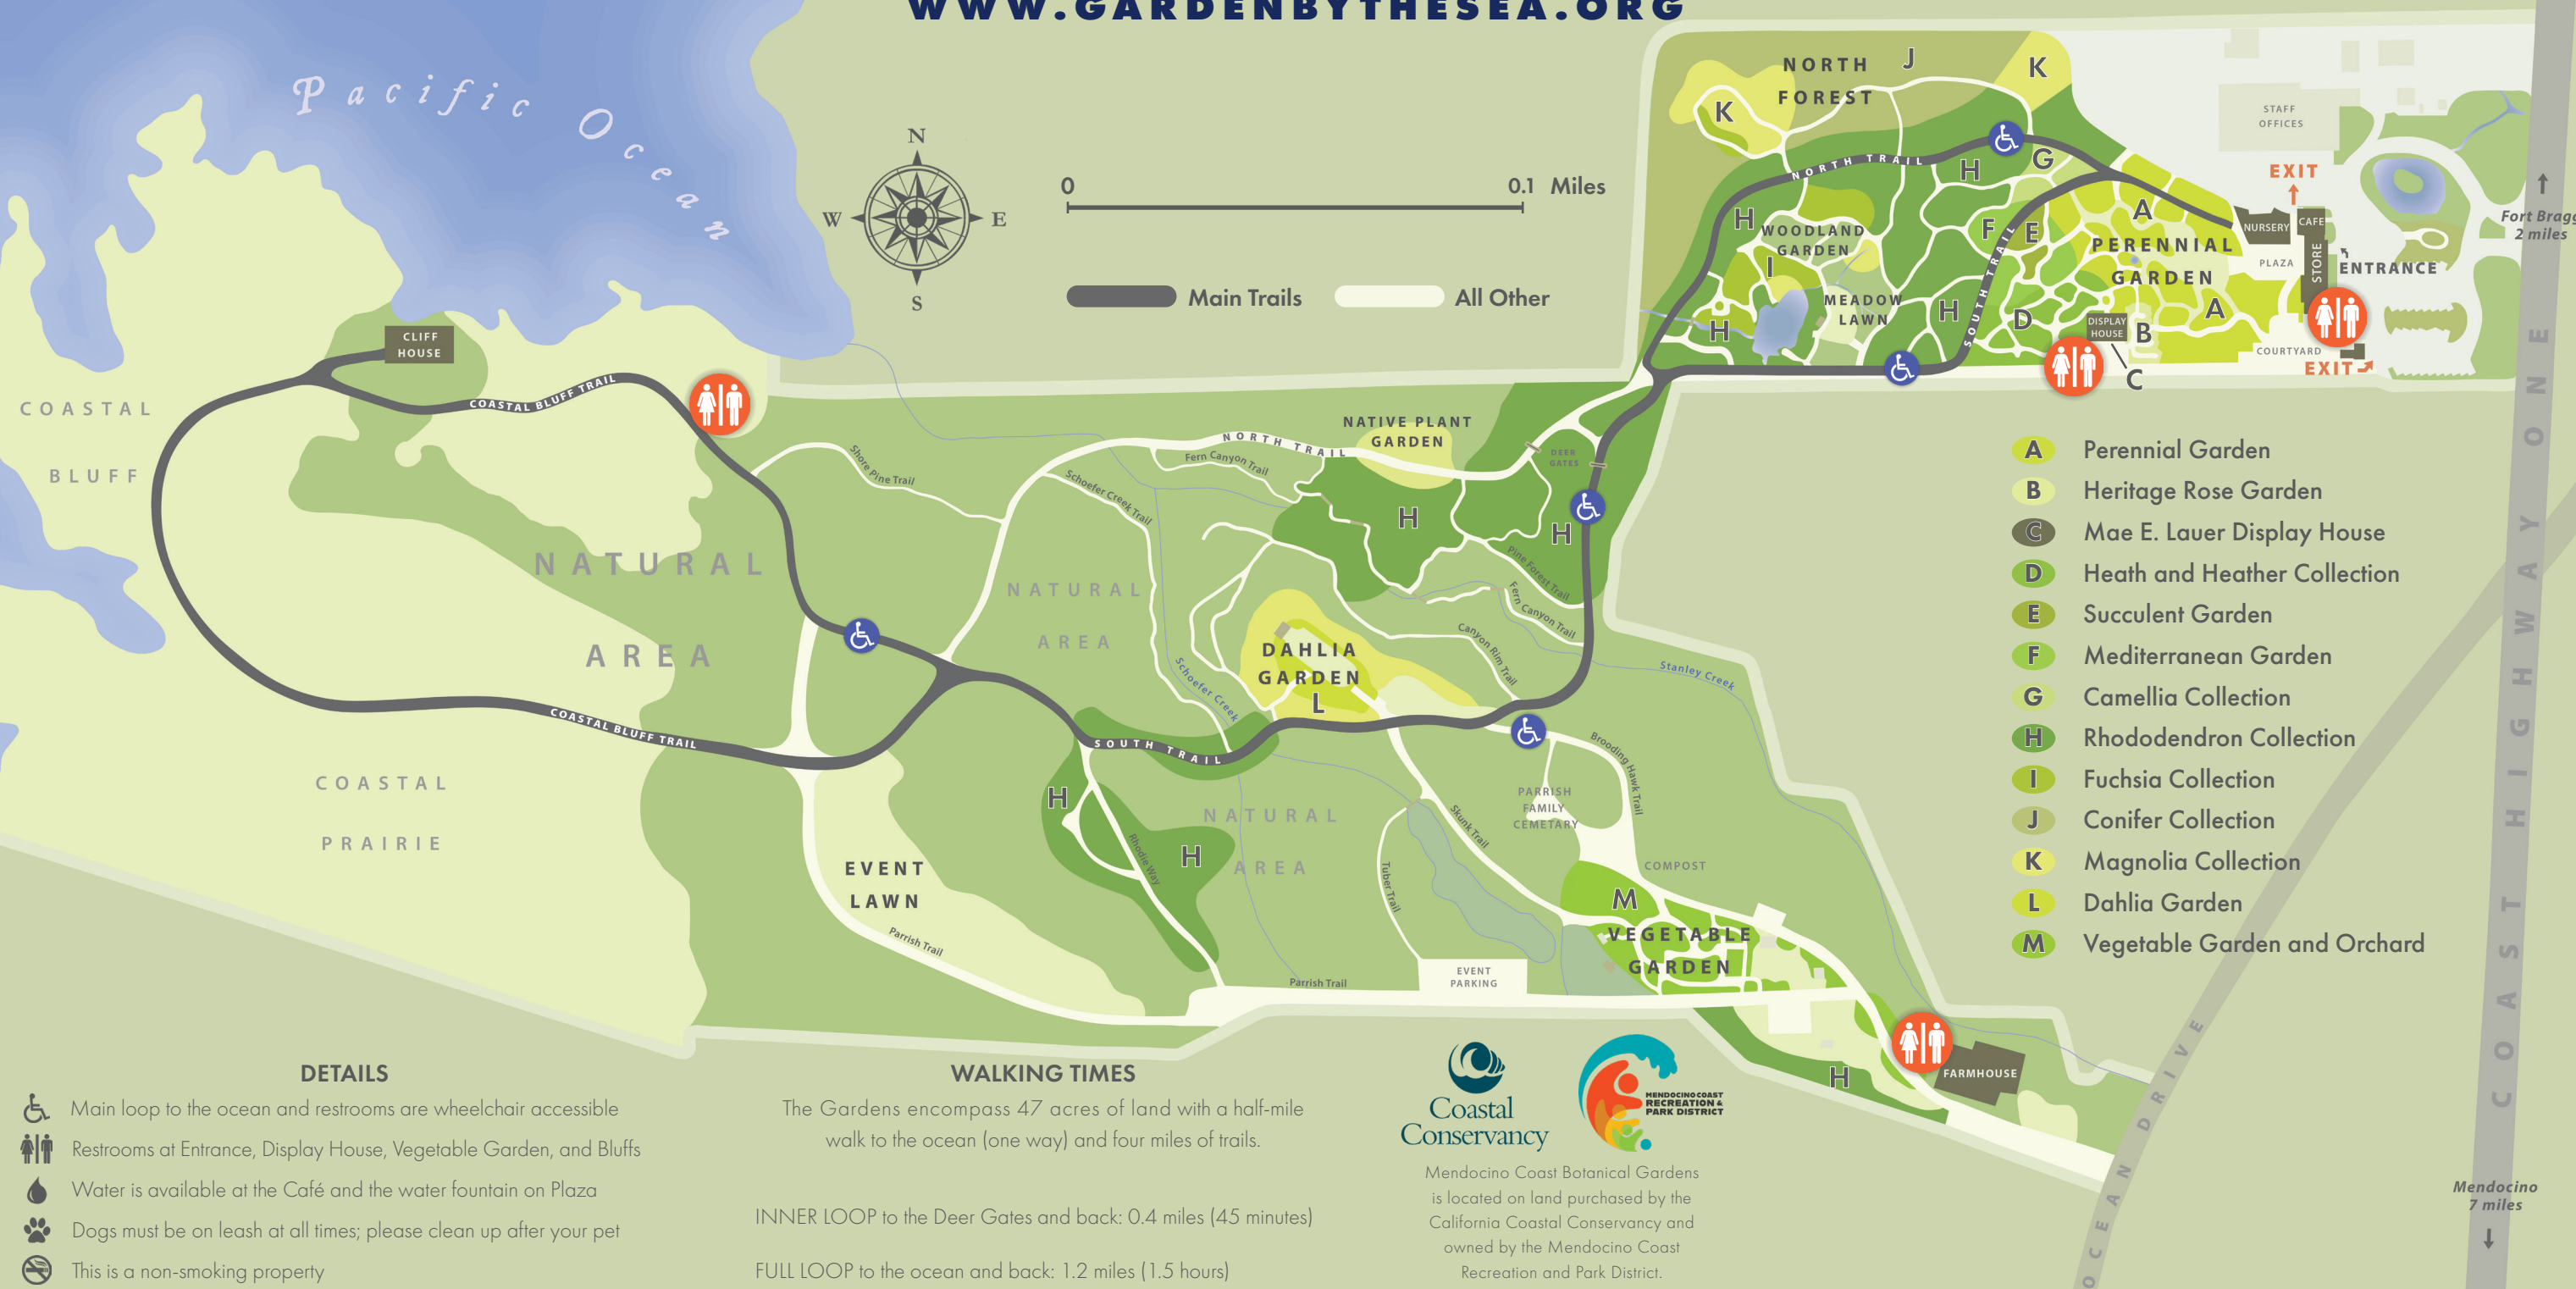 WWW.GARDENBYTHESEA.ORG
Pacific Ocean
N
W
E
S
0
0.1 Miles
Main Trails
All Other
NORTH
FOREST
J
K
K
NORTH TRAIL
H
G
H
WOODLAND
GARDEN
I
H
MEADOW
LAWN
H
F
E
SOUTH TRAIL
D
A
PERENNIAL
GARDEN
A
DISPLAY
HOUSE
B
C
STAFF
OFFICES
EXIT
NURSERY
CAFE
PLAZA
STORE
ENTRANCE
COURTYARD
EXIT
Fort Bragg
2 miles
COAST HIGHWAY ONE
CLIFF
HOUSE
COASTAL
BLUFF
COASTAL BLUFF TRAIL
Shore Pine Trail
NORTH TRAIL
Fern Canyon Trail
Schoefer Creek Trail
NATIVE PLANT
GARDEN
DEER
GATES
H
H
Pine Forest Trail
Fern Canyon Trail
Canyon Rim Trail
NATURAL
AREA
NATURAL
AREA
DAHLIA
GARDEN
L
Schoefer Creek
Stanley Creek
COASTAL BLUFF TRAIL
SOUTH TRAIL
COASTAL
PRAIRIE
EVENT
LAWN
Parrish Trail
H
H
Rhodie Way
NATURAL
AREA
Parrish Trail
Tuber Trail
Skunk Trail
Brooding Hawk Trail
PARRISH
FAMILY
CEMETARY
EVENT
PARKING
COMPOST
M
VEGETABLE
GARDEN
H
FARMHOUSE
OCEAN DRIVE
A Perennial Garden
B Heritage Rose Garden
C Mae E. Lauer Display House
D Heath and Heather Collection
E Succulent Garden
F Mediterranean Garden
G Camellia Collection
H Rhododendron Collection
I Fuchsia Collection
J Conifer Collection
K Magnolia Collection
L Dahlia Garden
M Vegetable Garden and Orchard
Mendocino
7 miles
DETAILS
Main loop to the ocean and restrooms are wheelchair accessible
Restrooms at Entrance, Display House, Vegetable Garden, and Bluffs
Water is available at the Café and the water fountain on Plaza
Dogs must be on leash at all times; please clean up after your pet
This is a non-smoking property
WALKING TIMES
The Gardens encompass 47 acres of land with a half-mile
walk to the ocean (one way) and four miles of trails.
INNER LOOP to the Deer Gates and back: 0.4 miles (45 minutes)
FULL LOOP to the ocean and back: 1.2 miles (1.5 hours)
Coastal
Conservancy
MENDOCINO COAST
RECREATION &
PARK DISTRICT
Mendocino Coast Botanical Gardens
is located on land purchased by the
California Coastal Conservancy and
owned by the Mendocino Coast
Recreation and Park District.